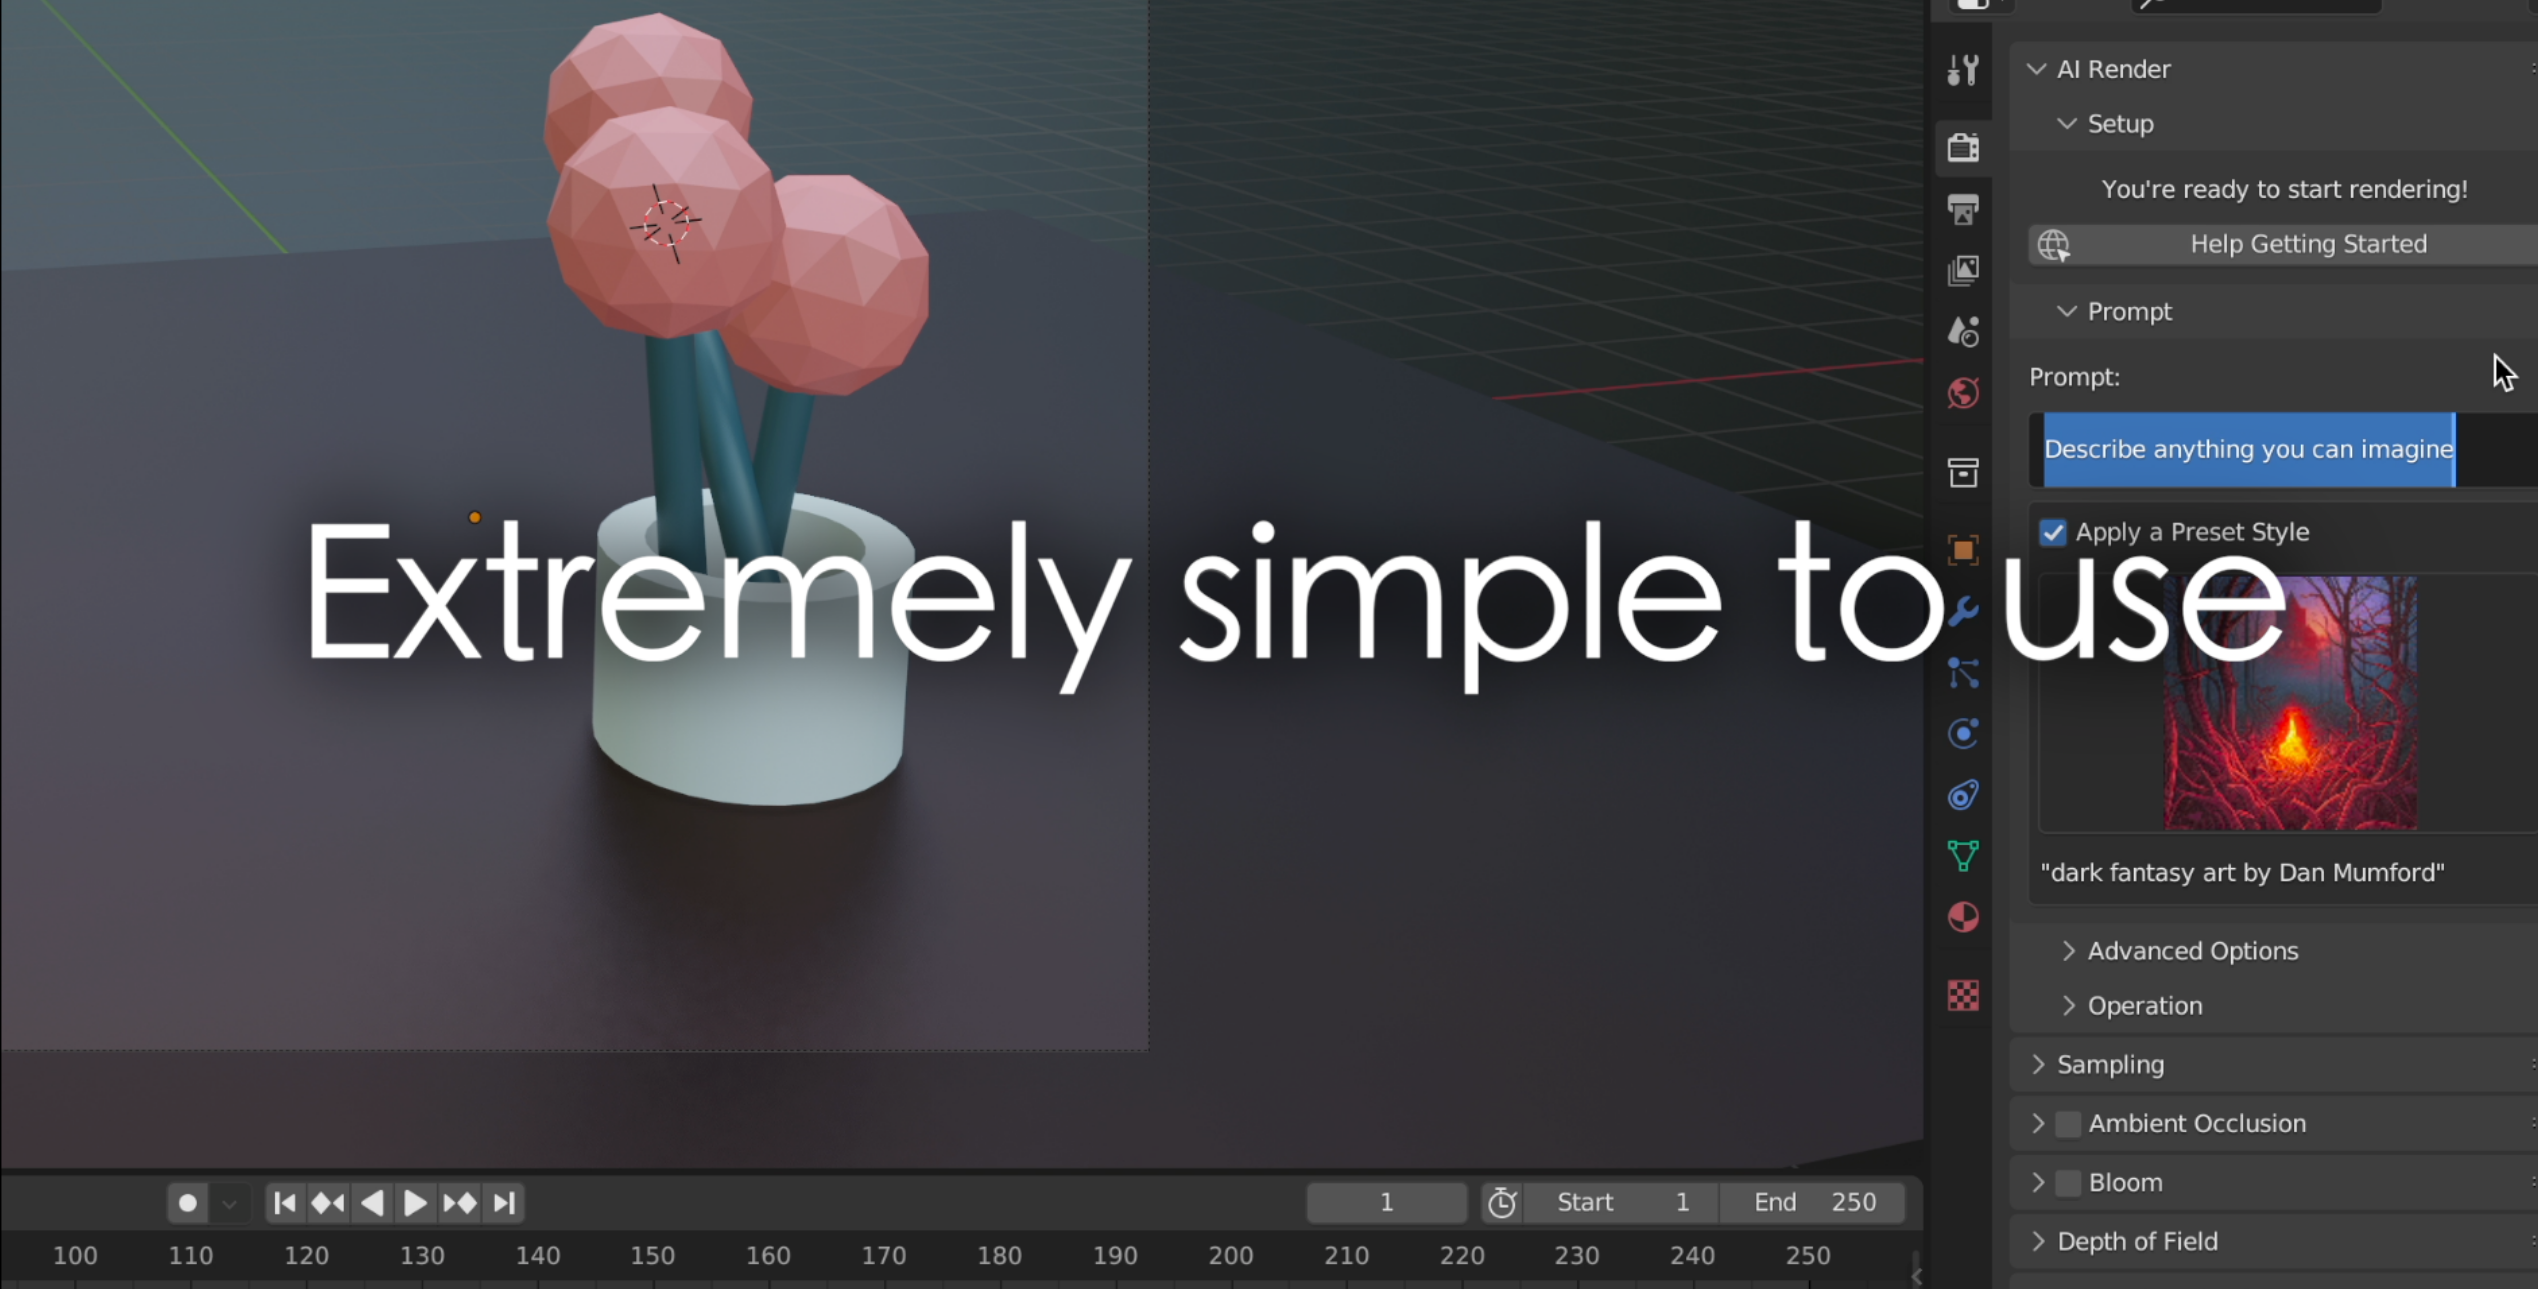 AI Render
Setup
You're ready to start rendering!
Help Getting Started
Prompt
Prompt:
Describe anything you can imagine
Apply a Preset Style
Extremely simple to use
"dark fantasy art by Dan Mumford"
Advanced Options
Operation
Sampling
Ambient Occlusion
Bloom
Depth of Field
1 Start 1 End 250
100 110 120 130 140 150 160 170 180 190 200 210 220 230 240 250